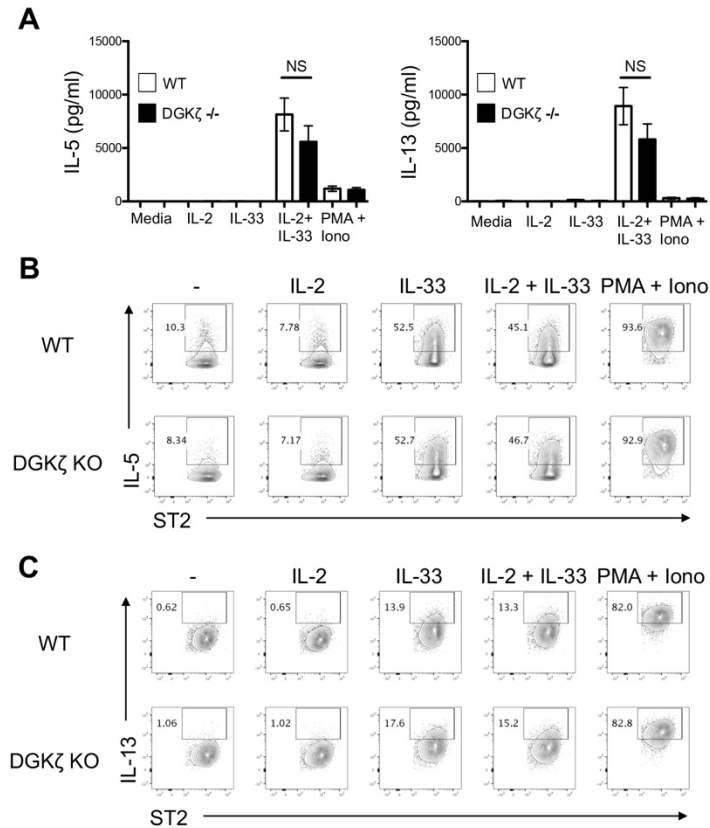 A
15000
10000
5000
0
IL-5 (pg/ml)
WT
DGKζ -/-
NS
Media
IL-2
IL-33
IL-2+
IL-33
PMA +
Iono
15000
10000
5000
0
IL-13 (pg/ml)
WT
DGKζ -/-
NS
Media
IL-2
IL-33
IL-2+
IL-33
PMA +
Iono
B
- IL-2 IL-33 IL-2 + IL-33 PMA + Iono
WT
10.3 7.78 52.5 45.1 93.6
DGKζ KO
8.34 7.17 52.7 46.7 92.9
IL-5
ST2
C
- IL-2 IL-33 IL-2 + IL-33 PMA + Iono
WT
0.62 0.65 13.9 13.3 82.0
DGKζ KO
1.06 1.02 17.6 15.2 82.8
IL-13
ST2